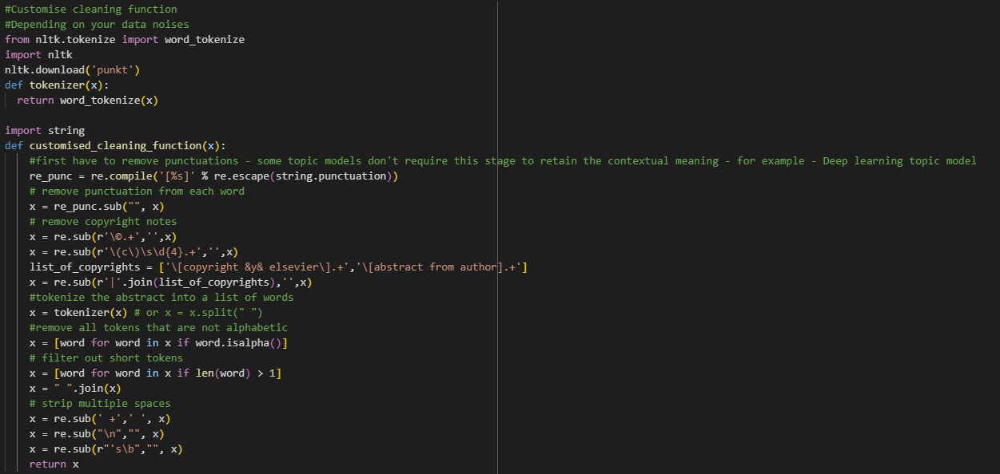 #Customise cleaning function
#Depending on your data noises
from nltk.tokenize import word_tokenize
import nltk
nltk.download('punkt')
def tokenizer(x):
  return word_tokenize(x)

import string
def customised_cleaning_function(x):
    #first have to remove punctuations - some topic models don't require this stage to retain the contextual meaning - for example - Deep learning topic model
    re_punc = re.compile('[%s]' % re.escape(string.punctuation))
    # remove punctuation from each word
    x = re_punc.sub("", x)
    # remove copyright notes
    x = re.sub(r'\©.+','',x)
    x = re.sub(r'\(c\)\s\d{4}.+','',x)
    list_of_copyrights = ['\[copyright &y& elsevier\].+','\[abstract from author].+']
    x = re.sub(r'|'.join(list_of_copyrights),'',x)
    #tokenize the abstract into a list of words
    x = tokenizer(x) # or x = x.split(" ")
    #remove all tokens that are not alphabetic
    x = [word for word in x if word.isalpha()]
    # filter out short tokens
    x = [word for word in x if len(word) > 1]
    x = " ".join(x)
    # strip multiple spaces
    x = re.sub(' +',' ', x)
    x = re.sub("\n","", x)
    x = re.sub(r"'s\b","", x)
    return x